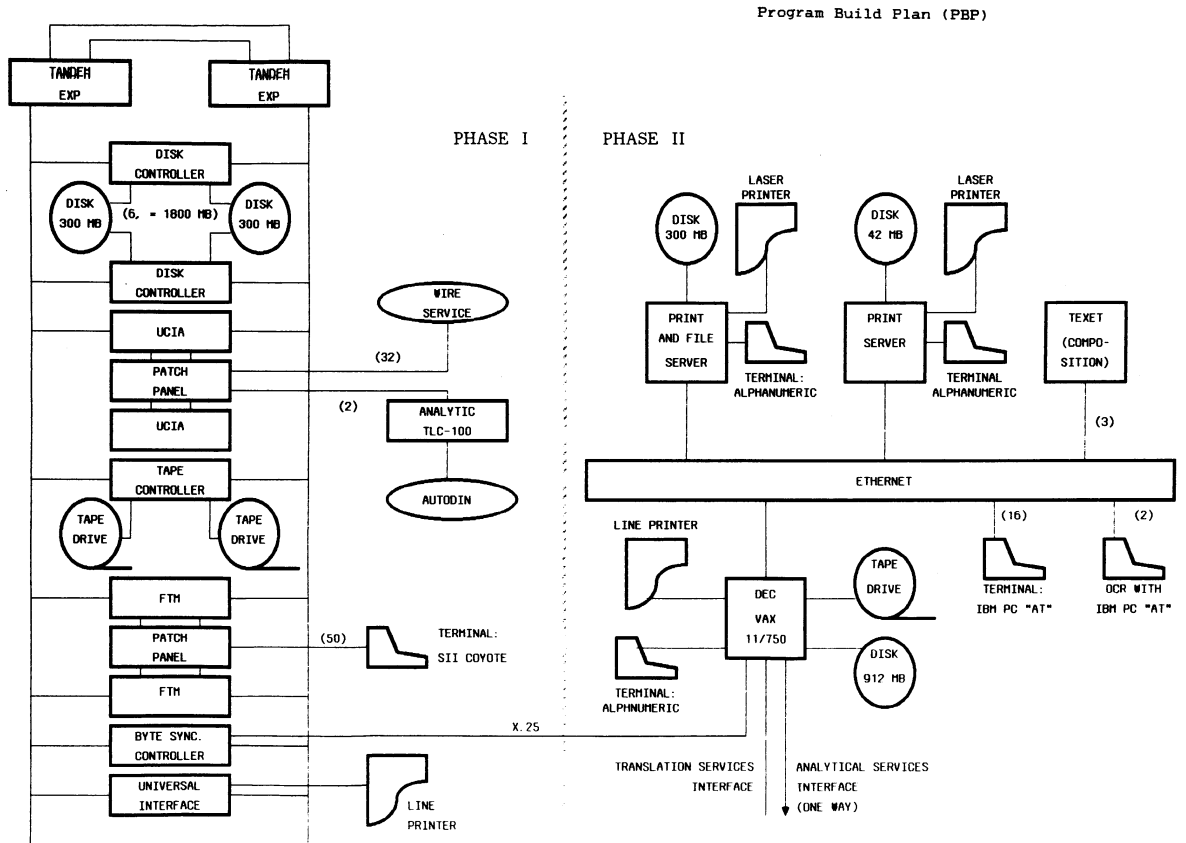 Program Build Plan (PBP)
TANDEM
EXP
TANDEM
EXP
PHASE I
PHASE II
DISK
CONTROLLER
DISK
300 MB
(6, = 1800 MB)
DISK
300 MB
DISK
CONTROLLER
UCIA
PATCH
PANEL
UCIA
(32)
WIRE
SERVICE
(2)
ANALYTIC
TLC-100
AUTODIN
TAPE
CONTROLLER
TAPE
DRIVE
TAPE
DRIVE
FTM
PATCH
PANEL
FTM
(50)
TERMINAL:
SII COYOTE
BYTE SYNC.
CONTROLLER
X.25
UNIVERSAL
INTERFACE
LINE
PRINTER
LASER
PRINTER
DISK
300 MB
PRINT
AND FILE
SERVER
TERMINAL:
ALPHANUMERIC
LASER
PRINTER
DISK
42 MB
PRINT
SERVER
TERMINAL
ALPHANUMERIC
TEXET
(COMPO-
SITION)
(3)
ETHERNET
LINE PRINTER
DEC
VAX
11/750
TAPE
DRIVE
DISK
912 MB
TERMINAL:
ALPHNUMERIC
(16)
TERMINAL:
IBM PC "AT"
(2)
OCR WITH
IBM PC "AT"
TRANSLATION SERVICES
INTERFACE
ANALYTICAL SERVICES
INTERFACE
(ONE WAY)